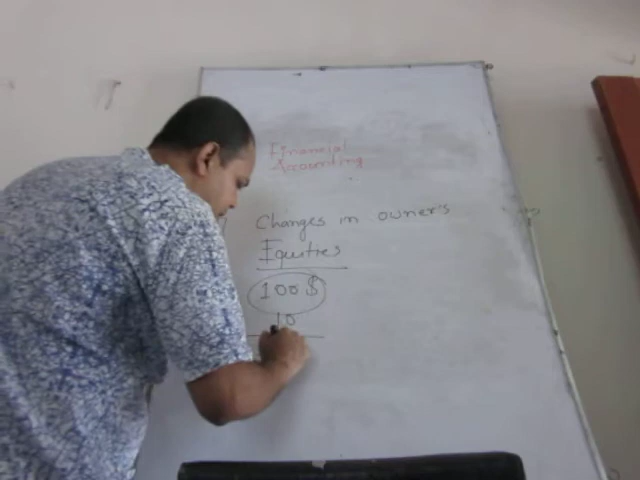 Financial
Accounting
Changes in owner's
Equities
100 $
10